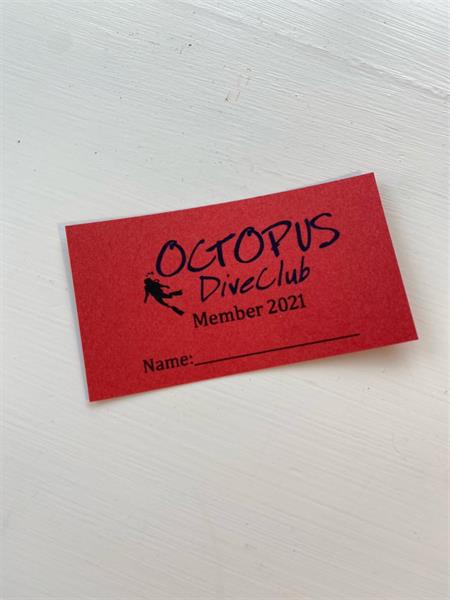 OCTOPUS
DiveClub
Member 2021
Name: